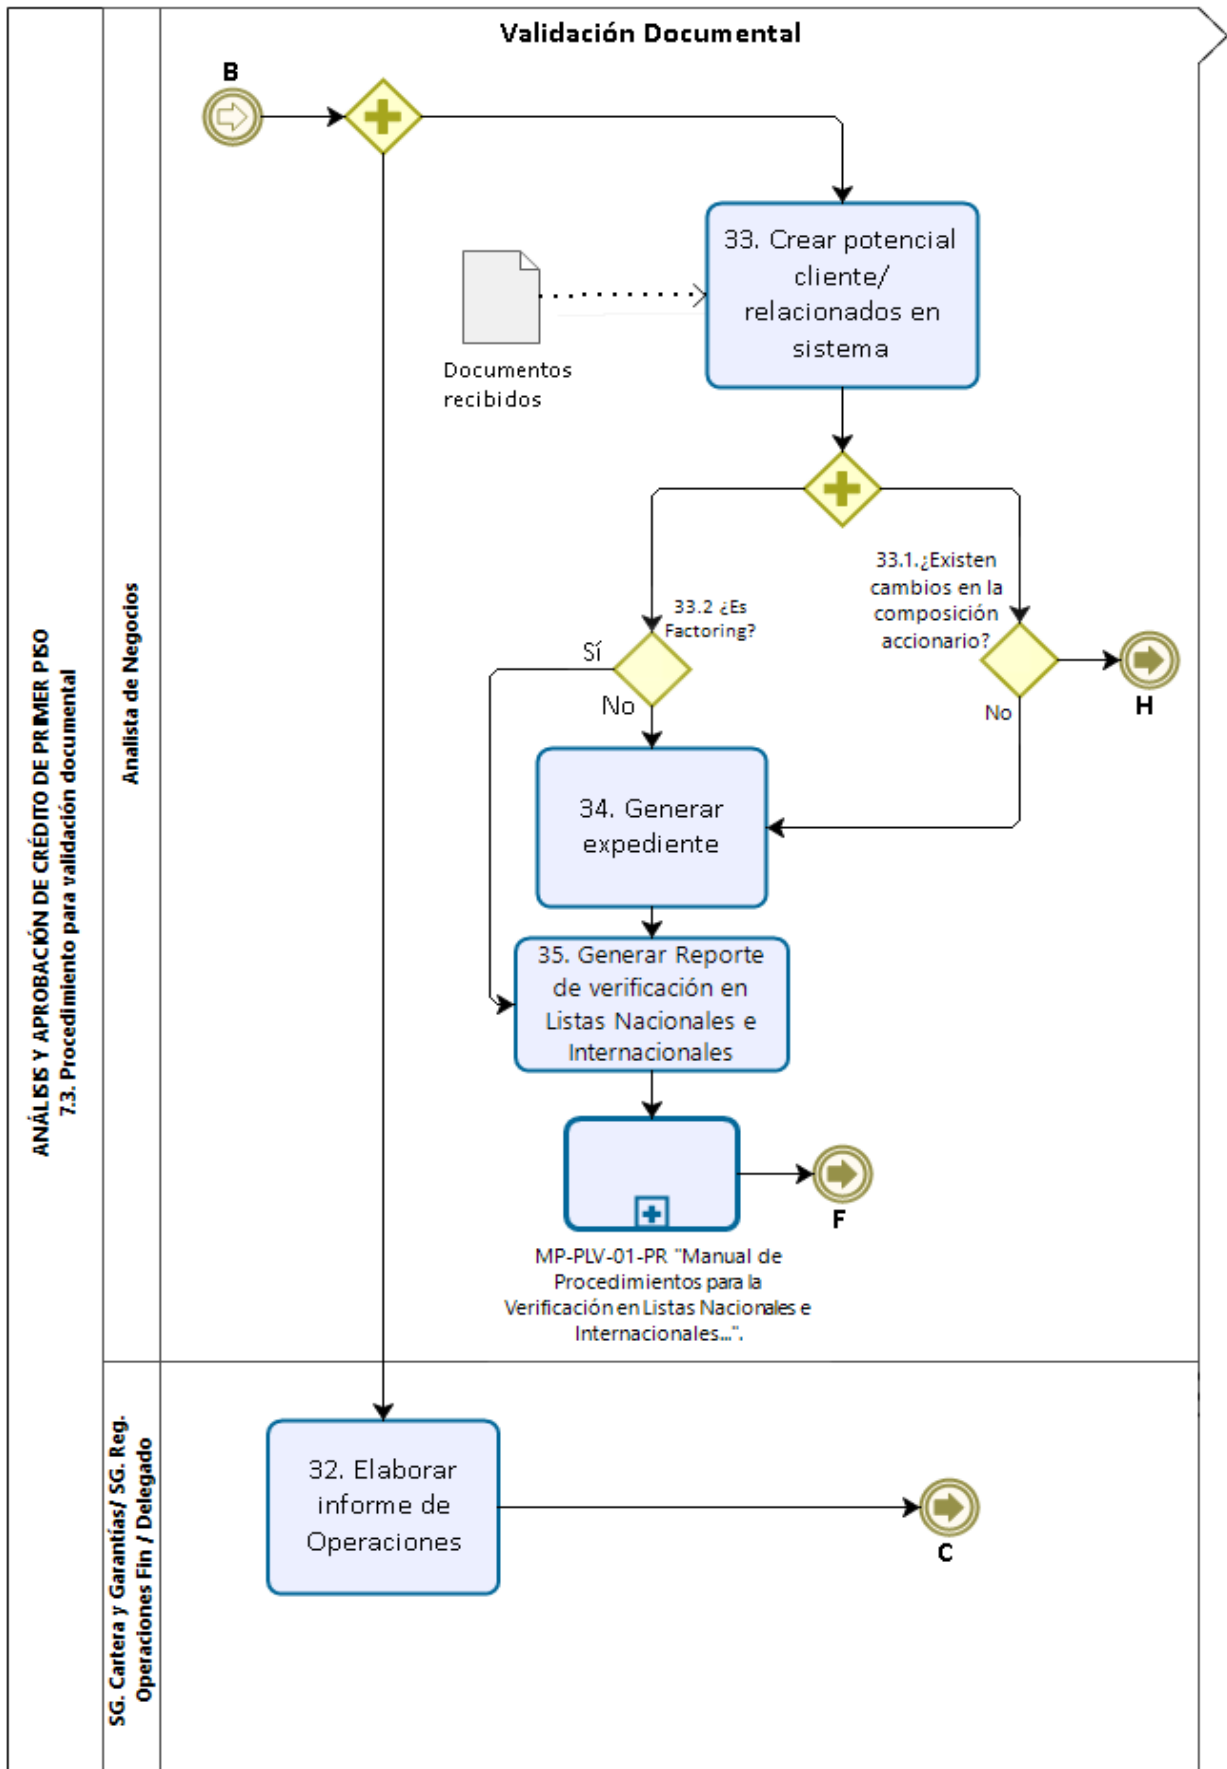 Validación Documental
B
33. Crear potencial
cliente/
relacionados en
sistema
Documentos
recibidos
33.1.¿Existen
cambios en la
composición
accionario?
33.2 ¿Es
Factoring?
Sí
No
No
H
34. Generar
expediente
35. Generar Reporte
de verificación en
Listas Nacionales e
Internacionales
F
MP-PLV-01-PR "Manual de
Procedimientos para la
Verificación en Listas Nacionales e
Internacionales...".
32. Elaborar
informe de
Operaciones
C
ANÁLISIS Y APROBACIÓN DE CRÉDITO DE PRIMER PISO
7.3. Procedimiento para validación documental
Analista de Negocios
SG. Cartera y Garantías/ SG. Reg.
Operaciones Fin / Delegado